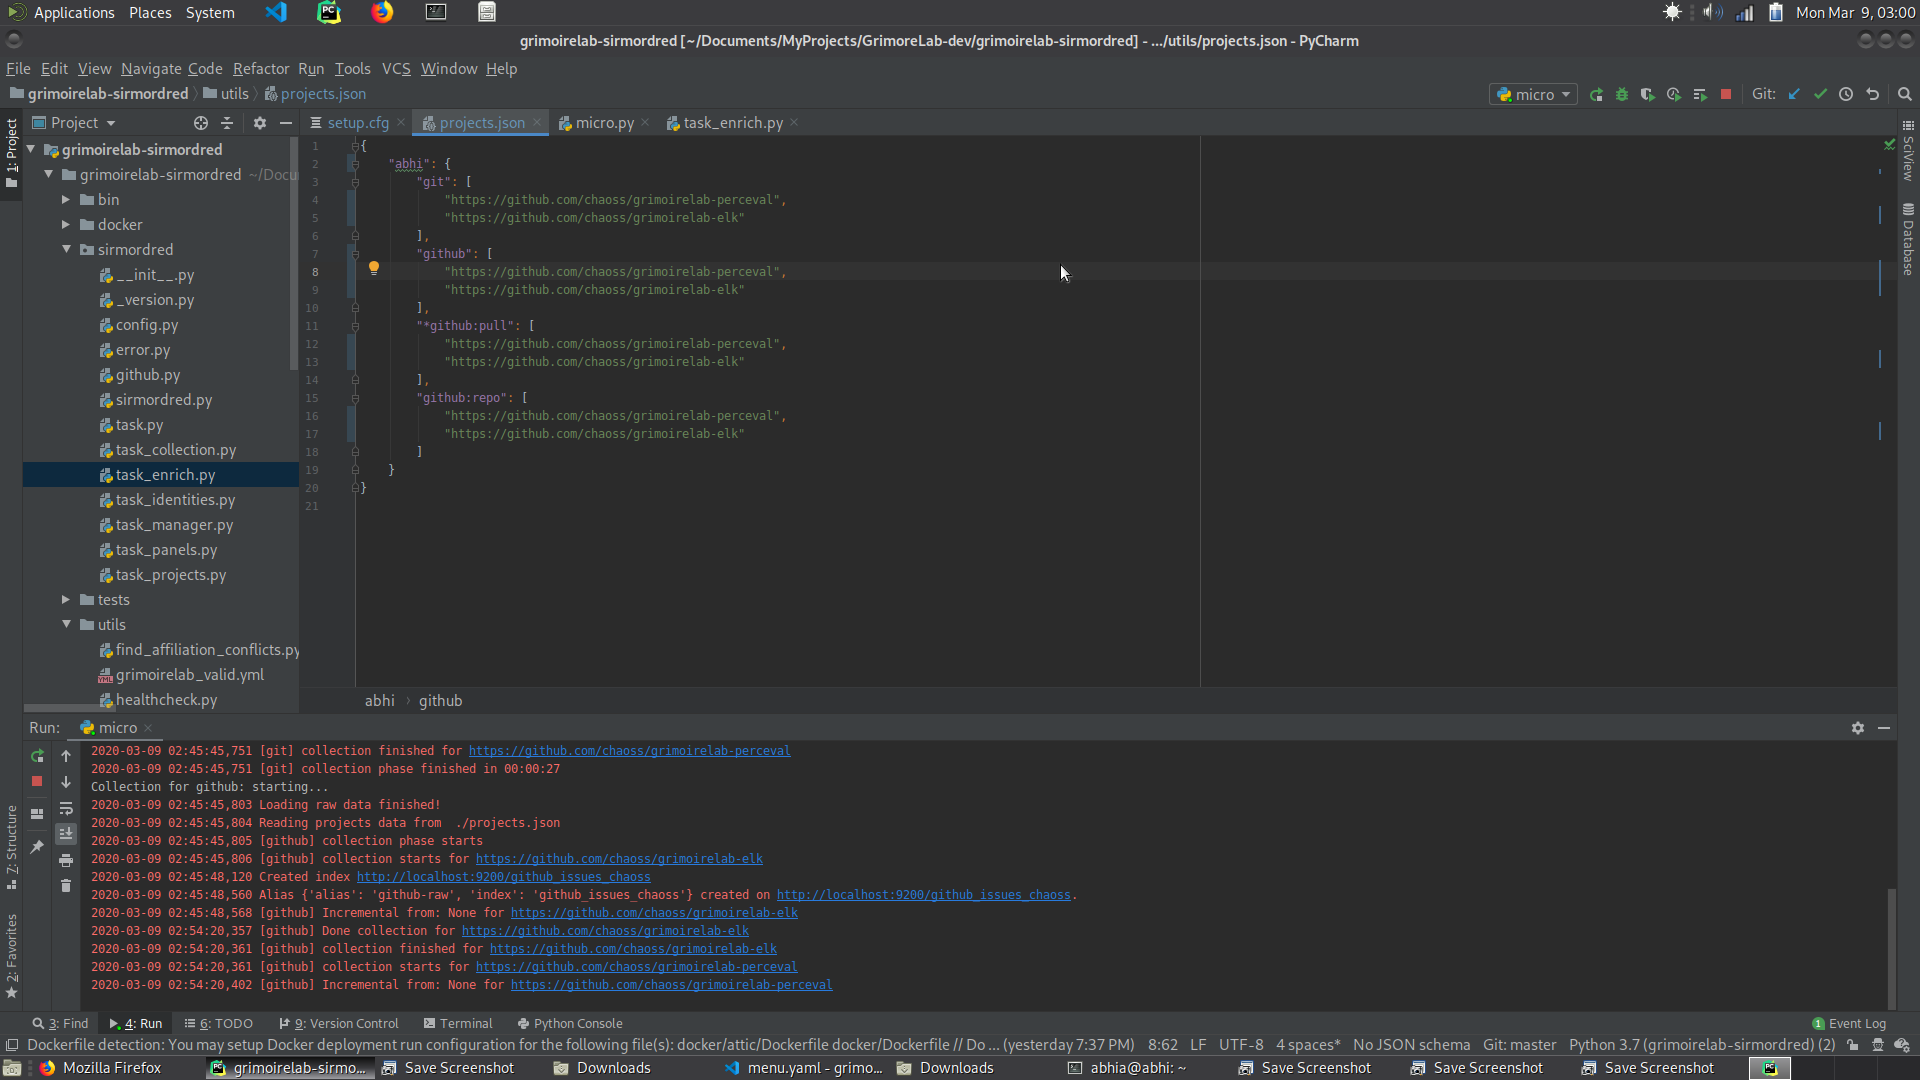 Applications Places System
Mon Mar 9, 03:00
grimoirelab-sirmordred [~/Documents/MyProjects/GrimoreLab-dev/grimoirelab-sirmordred] - .../utils/projects.json - PyCharm
File Edit View Navigate Code Refactor Run Tools VCS Window Help
grimoirelab-sirmordred utils projects.json
micro Git:
1: Project
Project
setup.cfg projects.json micro.py task_enrich.py
grimoirelab-sirmordred
grimoirelab-sirmordred ~/Docu
bin
docker
sirmordred
__init__.py
_version.py
config.py
error.py
github.py
sirmordred.py
task.py
task_collection.py
task_enrich.py
task_identities.py
task_manager.py
task_panels.py
task_projects.py
tests
utils
find_affiliation_conflicts.py
grimoirelab_valid.yml
healthcheck.py
1 {
2 "abhi": {
3 "git": [
4 "https://github.com/chaoss/grimoirelab-perceval",
5 "https://github.com/chaoss/grimoirelab-elk"
6 ],
7 "github": [
8 "https://github.com/chaoss/grimoirelab-perceval",
9 "https://github.com/chaoss/grimoirelab-elk"
10 ],
11 "*github:pull": [
12 "https://github.com/chaoss/grimoirelab-perceval",
13 "https://github.com/chaoss/grimoirelab-elk"
14 ],
15 "github:repo": [
16 "https://github.com/chaoss/grimoirelab-perceval",
17 "https://github.com/chaoss/grimoirelab-elk"
18 ]
19 }
20 }
21
abhi › github
SciView
Database
Run: micro
2020-03-09 02:45:45,751 [git] collection finished for https://github.com/chaoss/grimoirelab-perceval
2020-03-09 02:45:45,751 [git] collection phase finished in 00:00:27
Collection for github: starting...
2020-03-09 02:45:45,803 Loading raw data finished!
2020-03-09 02:45:45,804 Reading projects data from ./projects.json
2020-03-09 02:45:45,805 [github] collection phase starts
2020-03-09 02:45:45,806 [github] collection starts for https://github.com/chaoss/grimoirelab-elk
2020-03-09 02:45:48,120 Created index http://localhost:9200/github_issues_chaoss
2020-03-09 02:45:48,560 Alias {'alias': 'github-raw', 'index': 'github_issues_chaoss'} created on http://localhost:9200/github_issues_chaoss.
2020-03-09 02:45:48,568 [github] Incremental from: None for https://github.com/chaoss/grimoirelab-elk
2020-03-09 02:54:20,357 [github] Done collection for https://github.com/chaoss/grimoirelab-elk
2020-03-09 02:54:20,361 [github] collection finished for https://github.com/chaoss/grimoirelab-elk
2020-03-09 02:54:20,361 [github] collection starts for https://github.com/chaoss/grimoirelab-perceval
2020-03-09 02:54:20,402 [github] Incremental from: None for https://github.com/chaoss/grimoirelab-perceval
7: Structure
2: Favorites
3: Find 4: Run 6: TODO 9: Version Control Terminal Python Console 1 Event Log
Dockerfile detection: You may setup Docker deployment run configuration for the following file(s): docker/attic/Dockerfile docker/Dockerfile // Do ... (yesterday 7:37 PM) 8:62 LF UTF-8 4 spaces* No JSON schema Git: master Python 3.7 (grimoirelab-sirmordred) (2)
Mozilla Firefox grimoirelab-sirmo... Save Screenshot Downloads menu.yaml - grimo... Downloads abhia@abhi: ~ Save Screenshot Save Screenshot Save Screenshot